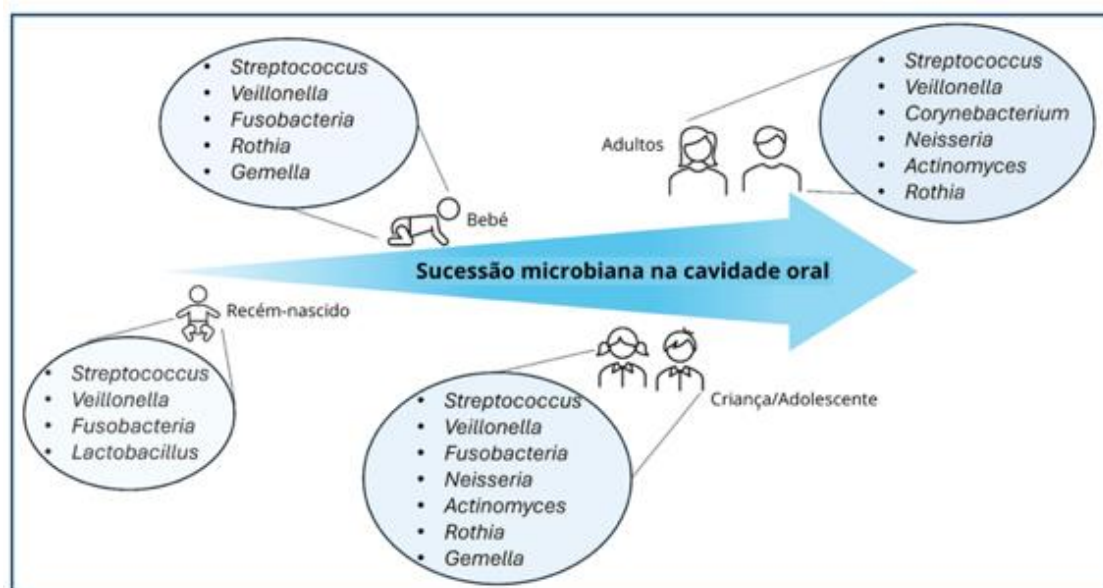 • Streptococcus
• Veillonella
• Fusobacteria
• Rothia
• Gemella
Bebé
Adultos
• Streptococcus
• Veillonella
• Corynebacterium
• Neisseria
• Actinomyces
• Rothia
Sucessão microbiana na cavidade oral
Recém-nascido
• Streptococcus
• Veillonella
• Fusobacteria
• Lactobacillus
Criança/Adolescente
• Streptococcus
• Veillonella
• Fusobacteria
• Neisseria
• Actinomyces
• Rothia
• Gemella